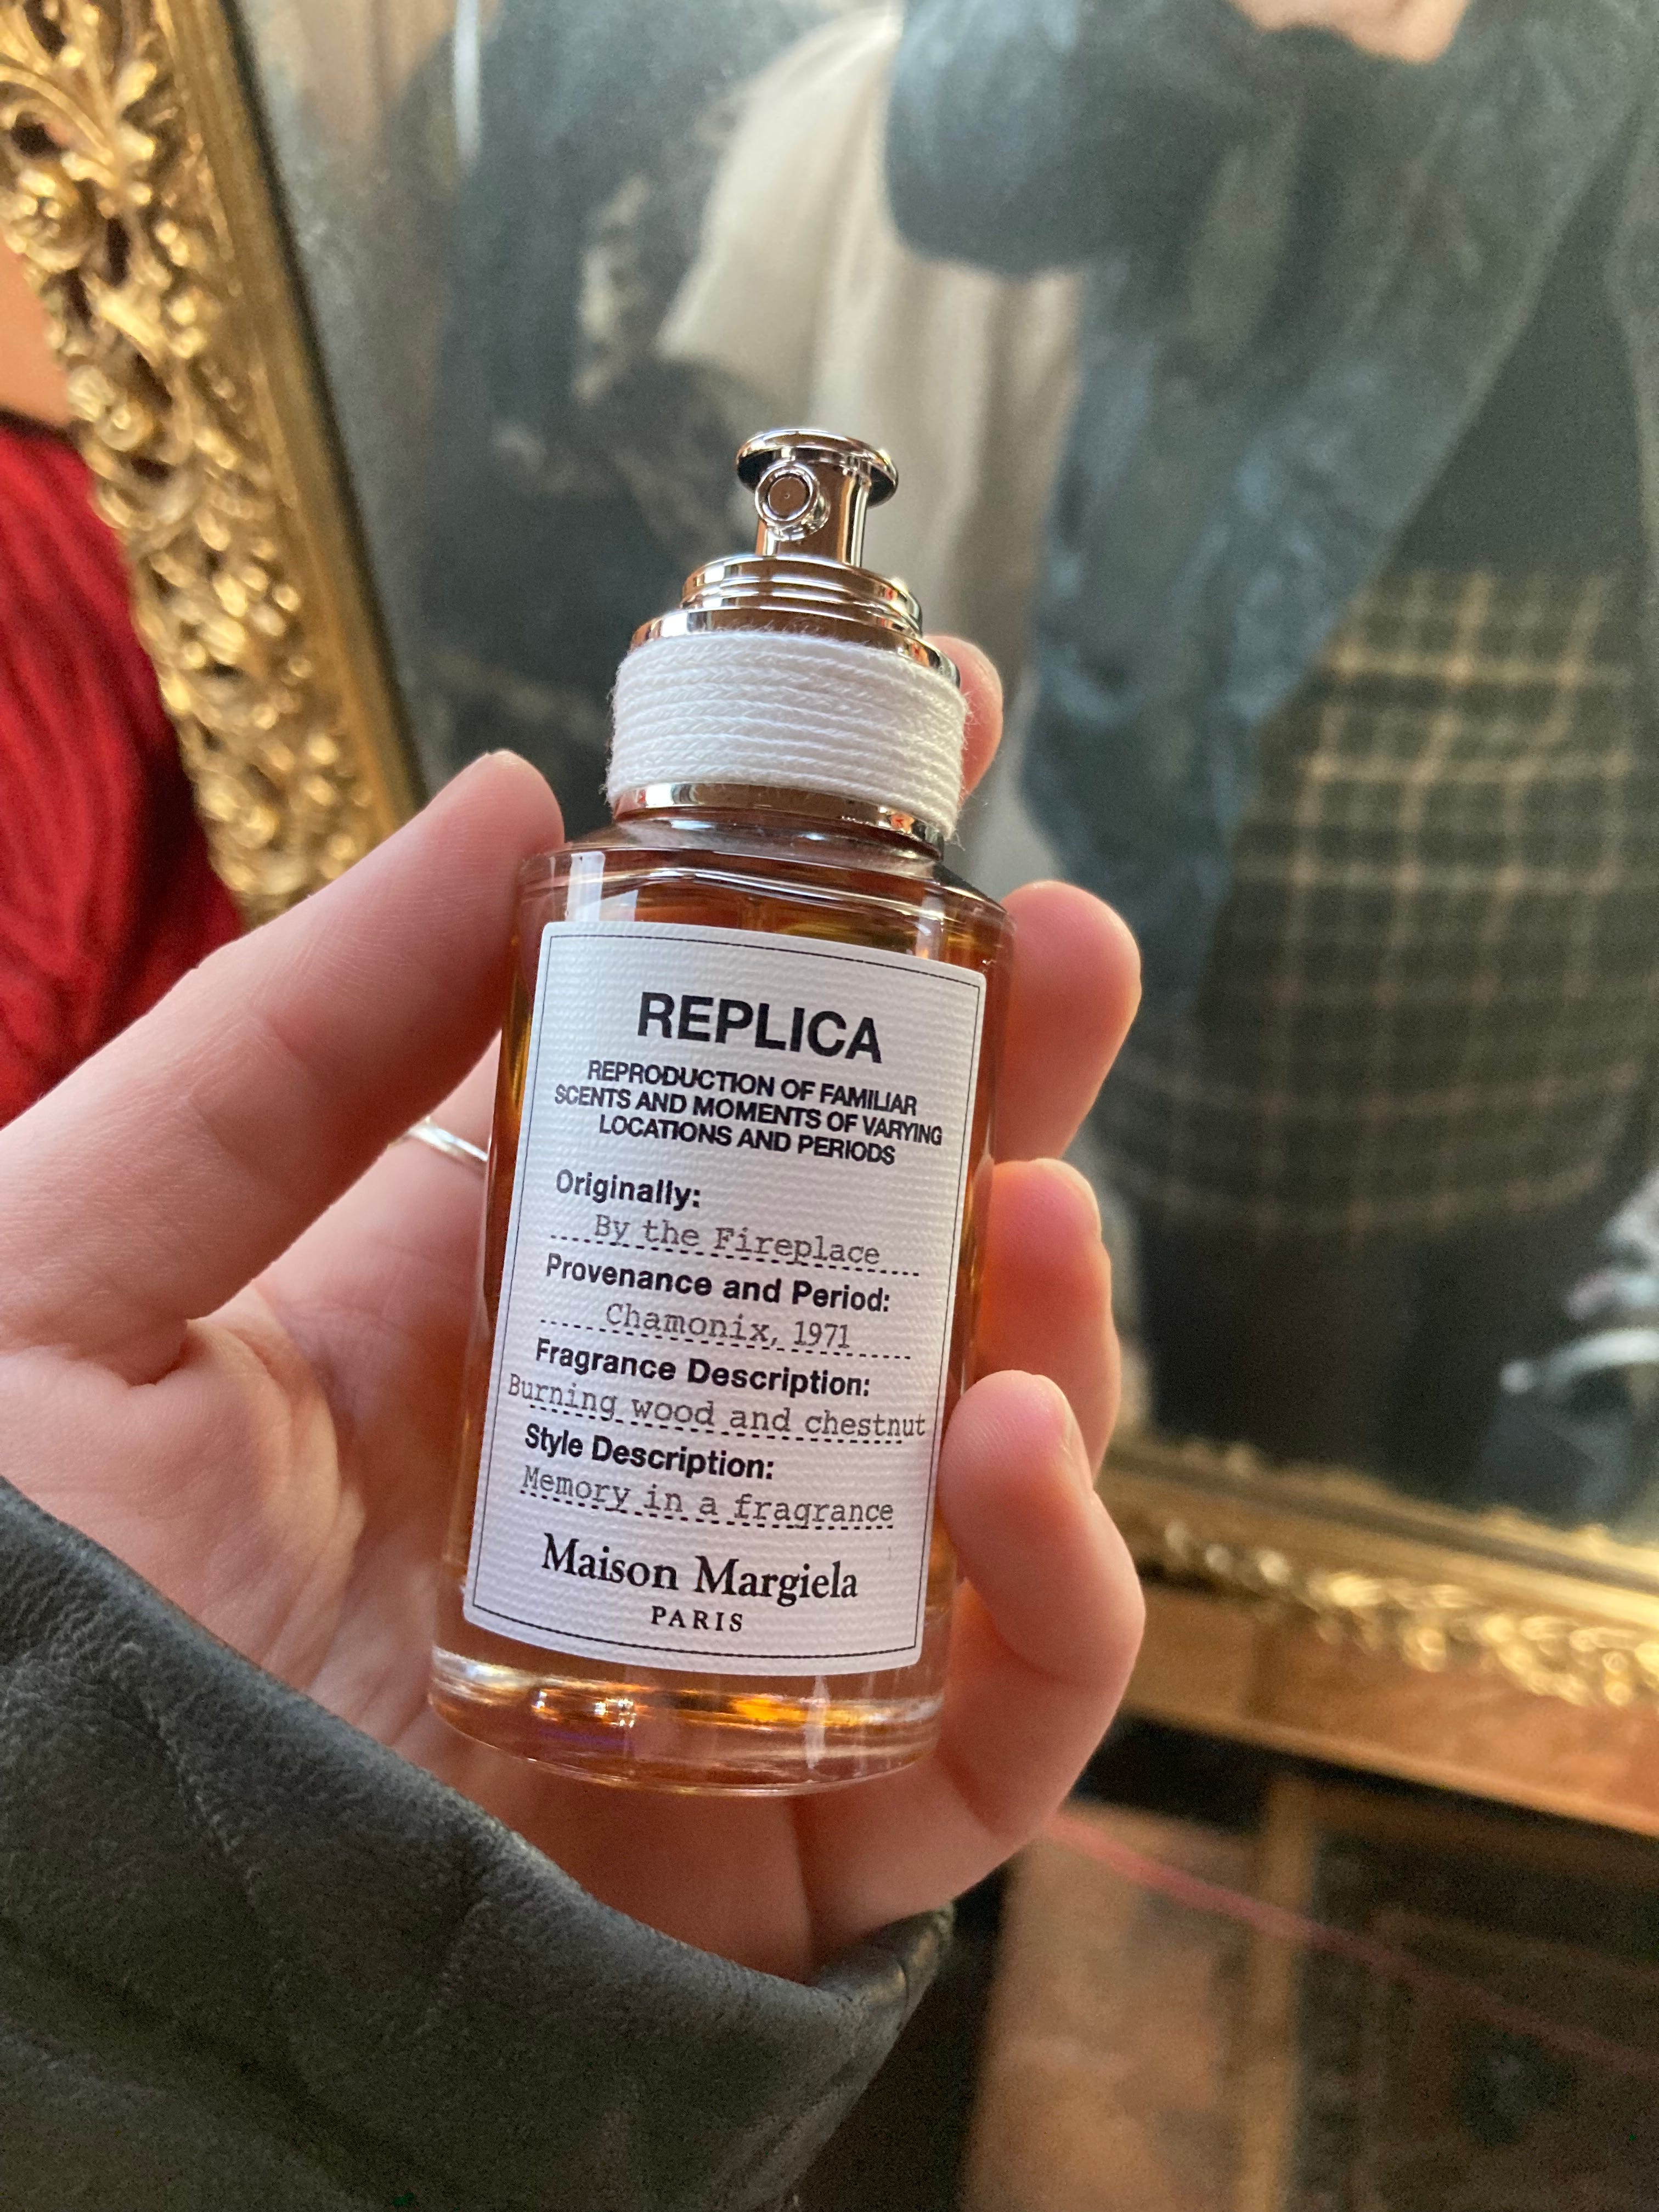 REPLICA
REPRODUCTION OF FAMILIAR
SCENTS AND MOMENTS OF VARYING
LOCATIONS AND PERIODS
Originally:
By the Fireplace
Provenance and Period:
Chamonix, 1971
Fragrance Description:
Burning wood and chestnut
Style Description:
Memory in a fragrance
Maison Margiela
PARIS